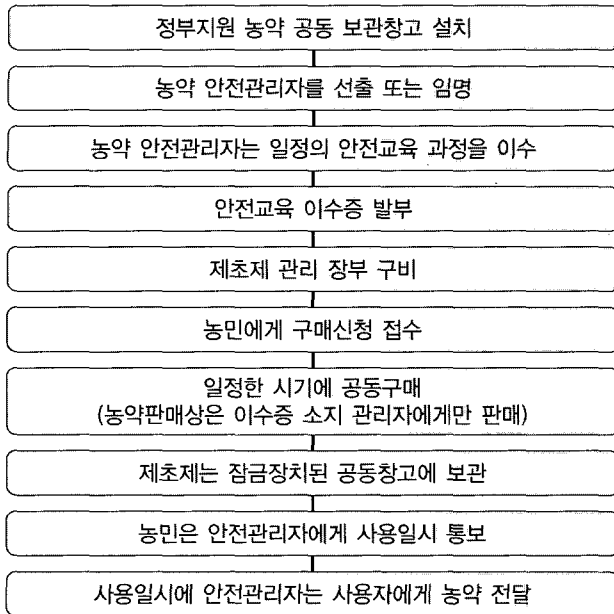 정부지원 농약 공동 보관창고 설치
농약 안전관리자를 선출 또는 임명
농약 안전관리자는 일정의 안전교육 과정을 이수
안전교육 이수증 발부
제초제 관리 장부 구비
농민에게 구매신청 접수
일정한 시기에 공동구매
(농약판매상은 이수증 소지 관리자에게만 판매)
제초제는 잠금장치된 공동창고에 보관
농민은 안전관리자에게 사용일시 통보
사용일시에 안전관리자는 사용자에게 농약 전달